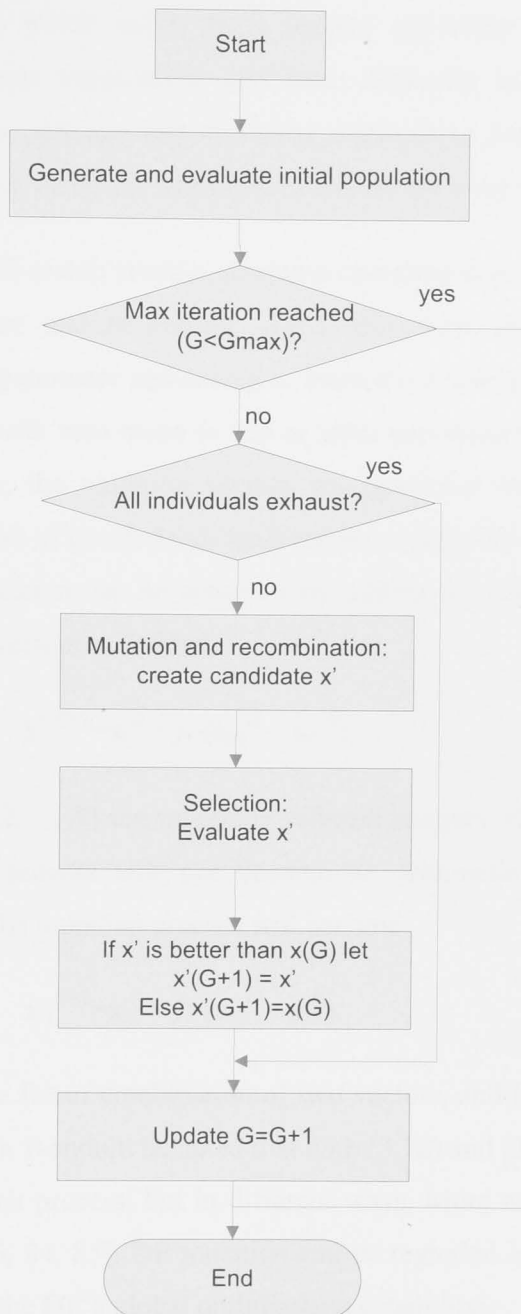 Start
Generate and evaluate initial population
Max iteration reached
(G<Gmax)?
yes
no
All individuals exhaust?
yes
no
Mutation and recombination:
create candidate x’
Selection:
Evaluate x’
If x’ is better than x(G) let
x’(G+1) = x’
Else x’(G+1)=x(G)
Update G=G+1
End